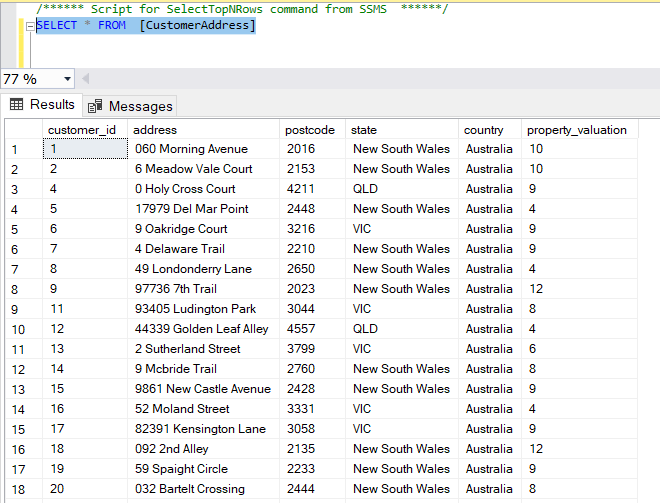 /****** Script for SelectTopNRows command from SSMS  ******/
SELECT * FROM  [CustomerAddress]
77 %
Results Messages
customer_id address postcode state country property_valuation
1 1 060 Morning Avenue 2016 New South Wales Australia 10
2 2 6 Meadow Vale Court 2153 New South Wales Australia 10
3 4 0 Holy Cross Court 4211 QLD Australia 9
4 5 17979 Del Mar Point 2448 New South Wales Australia 4
5 6 9 Oakridge Court 3216 VIC Australia 9
6 7 4 Delaware Trail 2210 New South Wales Australia 9
7 8 49 Londonderry Lane 2650 New South Wales Australia 4
8 9 97736 7th Trail 2023 New South Wales Australia 12
9 11 93405 Ludington Park 3044 VIC Australia 8
10 12 44339 Golden Leaf Alley 4557 QLD Australia 4
11 13 2 Sutherland Street 3799 VIC Australia 6
12 14 9 Mcbride Trail 2760 New South Wales Australia 8
13 15 9861 New Castle Avenue 2428 New South Wales Australia 9
14 16 52 Moland Street 3331 VIC Australia 4
15 17 82391 Kensington Lane 3058 VIC Australia 9
16 18 092 2nd Alley 2135 New South Wales Australia 12
17 19 59 Spaight Circle 2233 New South Wales Australia 9
18 20 032 Bartelt Crossing 2444 New South Wales Australia 8